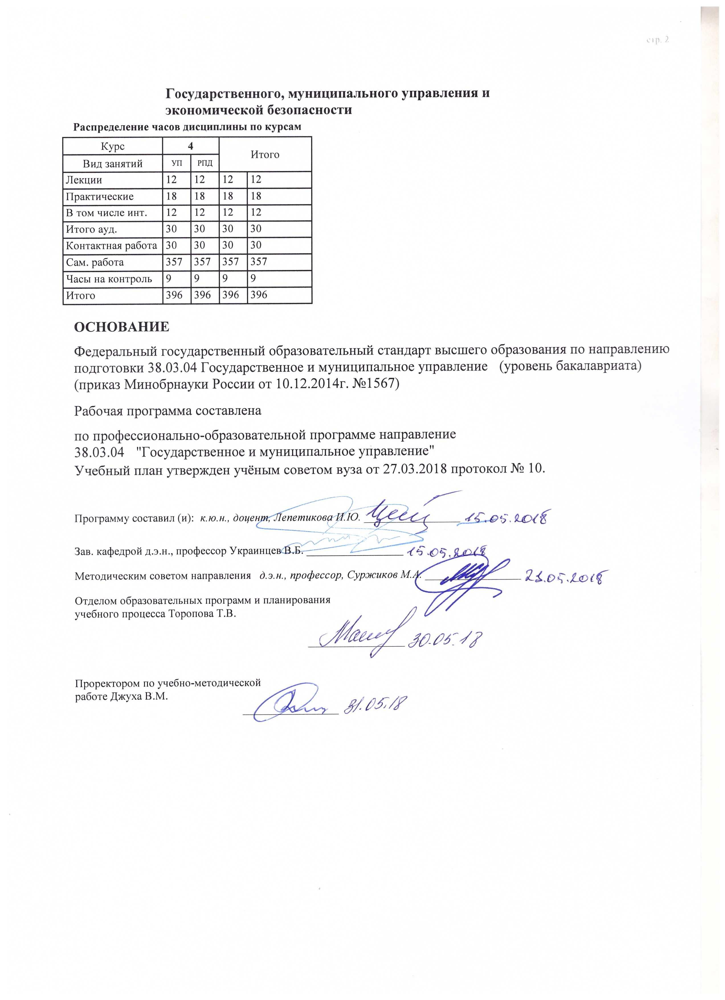 стр. 2
Государственного, муниципального управления и
экономической безопасности
Распределение часов дисциплины по курсам
Курс 4 Итого
Вид занятий УП РПД
Лекции 12 12 12 12
Практические 18 18 18 18
В том числе инт. 12 12 12 12
Итого ауд. 30 30 30 30
Контактная работа 30 30 30 30
Сам. работа 357 357 357 357
Часы на контроль 9 9 9 9
Итого 396 396 396 396
ОСНОВАНИЕ
Федеральный государственный образовательный стандарт высшего образования по направлению
подготовки 38.03.04 Государственное и муниципальное управление (уровень бакалавриата)
(приказ Минобрнауки России от 10.12.2014г. №1567)
Рабочая программа составлена
по профессионально-образовательной программе направление
38.03.04 "Государственное и муниципальное управление"
Учебный план утвержден учёным советом вуза от 27.03.2018 протокол № 10.
Программу составил (и): к.ю.н., доцент, Лепетикова И.Ю. 15.05.2018
Зав. кафедрой д.э.н., профессор Украинцев В.Б. 15.05.2018
Методическим советом направления д.э.н., профессор, Суржиков М.А. 23.05.2018
Отделом образовательных программ и планирования
учебного процесса Торопова Т.В.
30.05.18
Проректором по учебно-методической
работе Джуха В.М.
31.05.18